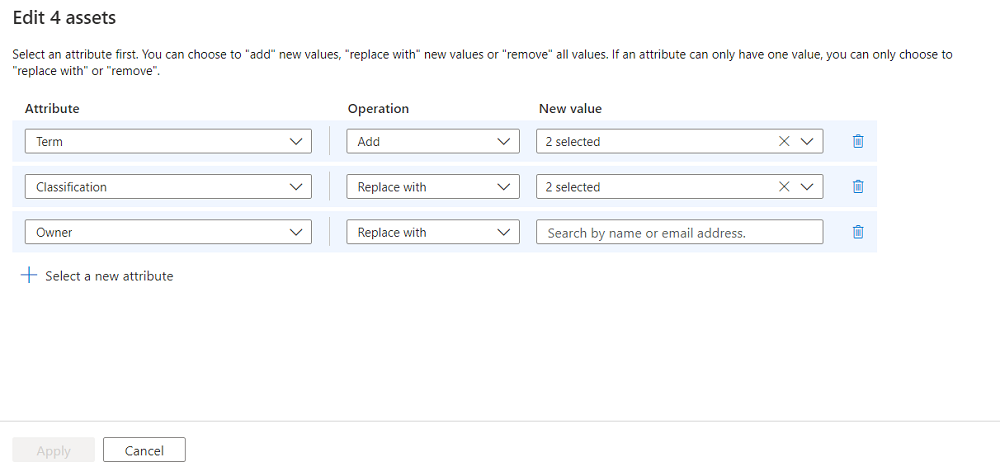 Edit 4 assets
Select an attribute first. You can choose to "add" new values, "replace with" new values or "remove" all values. If an attribute can only have one value, you can only choose to
"replace with" or "remove".
Attribute Operation New value
Term Add 2 selected
Classification Replace with 2 selected
Owner Replace with Search by name or email address.
Select a new attribute
Apply Cancel